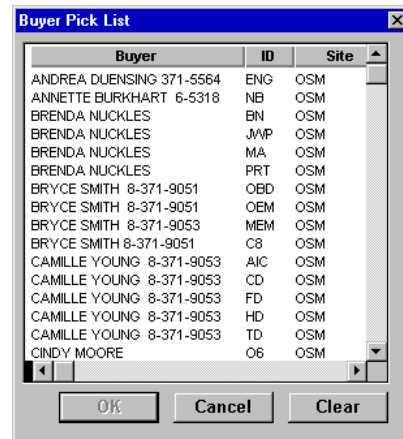 Buyer Pick List
Buyer ID Site
ANDREA DUENSING 371-5564 ENG OSM
ANNETTE BURKHART 6-5318 NB OSM
BRENDA NUCKLES BN OSM
BRENDA NUCKLES JWP OSM
BRENDA NUCKLES MA OSM
BRENDA NUCKLES PRT OSM
BRYCE SMITH 8-371-9051 OBD OSM
BRYCE SMITH 8-371-9051 OEM OSM
BRYCE SMITH 8-371-9053 MEM OSM
BRYCE SMITH 8-371-9051 C8 OSM
CAMILLE YOUNG 8-371-9053 AIC OSM
CAMILLE YOUNG 8-371-9053 CD OSM
CAMILLE YOUNG 8-371-9053 FD OSM
CAMILLE YOUNG 8-371-9053 HD OSM
CAMILLE YOUNG 8-371-9053 TD OSM
CINDY MOORE O6 OSM
OK Cancel Clear